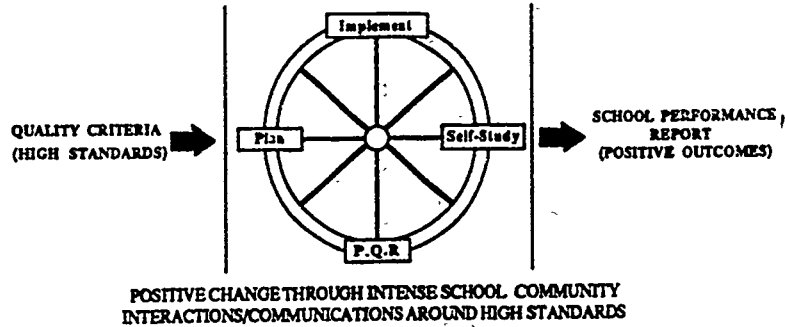 Implement
QUALITY CRITERIA
(HIGH STANDARDS)
Plan
Self-Study
SCHOOL PERFORMANCE
REPORT
(POSITIVE OUTCOMES)
P.Q.R
POSITIVE CHANGE THROUGH INTENSE SCHOOL COMMUNITY
INTERACTIONS/COMMUNICATIONS AROUND HIGH STANDARDS